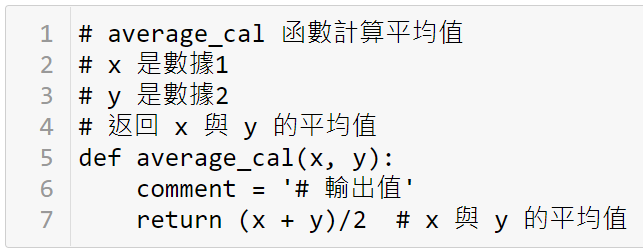 1 # average_cal 函數計算平均值
2 # x 是數據1
3 # y 是數據2
4 # 返回 x 與 y 的平均值
5 def average_cal(x, y):
6     comment = '# 輸出值'
7     return (x + y)/2  # x 與 y 的平均值